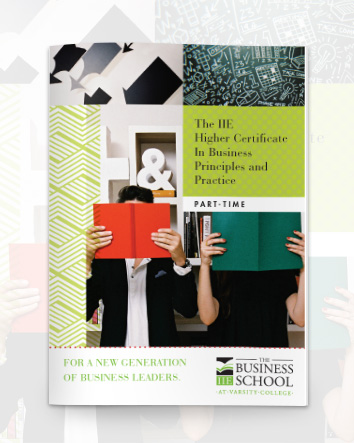 The IIE
Higher Certificate
In Business
Principles and
Practice
PART-TIME
&
FOR A NEW GENERATION
OF BUSINESS LEADERS.
THE
BUSINESS
IIE SCHOOL
·AT·VARSITY·COLLEGE·